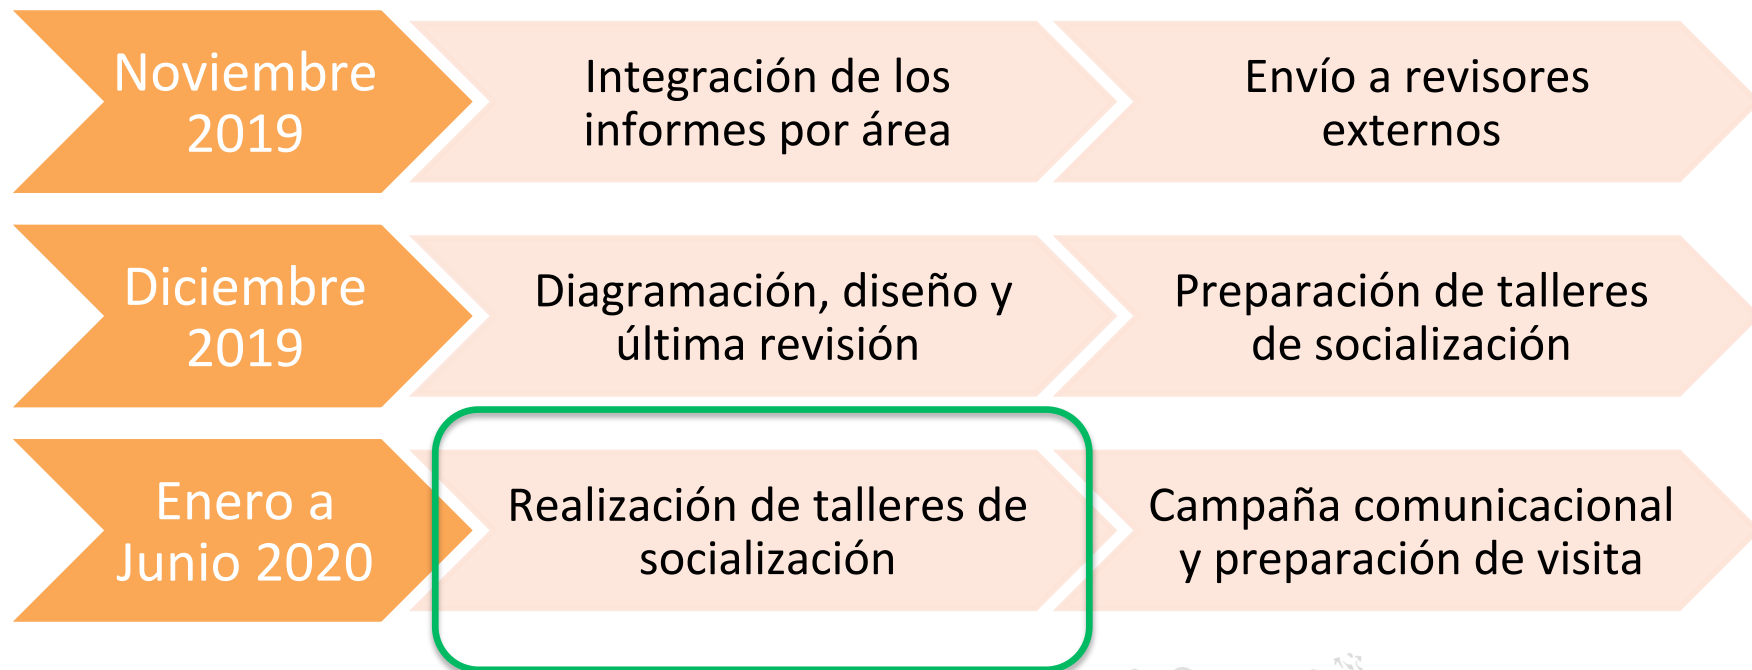 Noviembre
2019
Integración de los
informes por área
Envío a revisores
externos
Diciembre
2019
Diagramación, diseño y
última revisión
Preparación de talleres
de socialización
Enero a
Junio 2020
Realización de talleres de
socialización
Campaña comunicacional
y preparación de visita